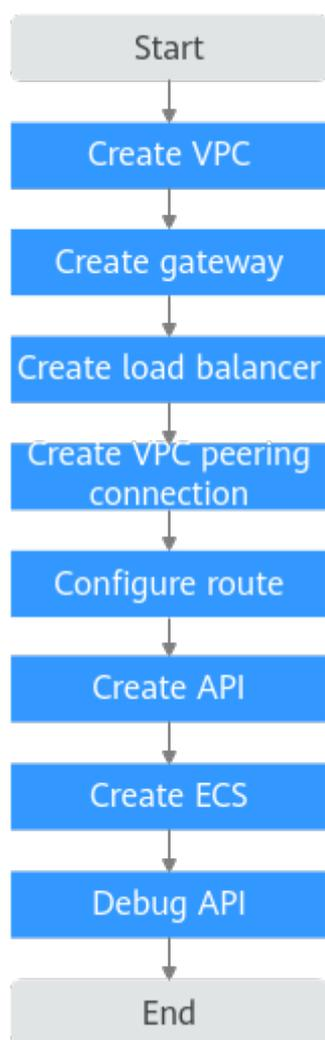 Start
Create VPC
Create gateway
Create load balancer
Create VPC peering
connection
Configure route
Create API
Create ECS
Debug API
End